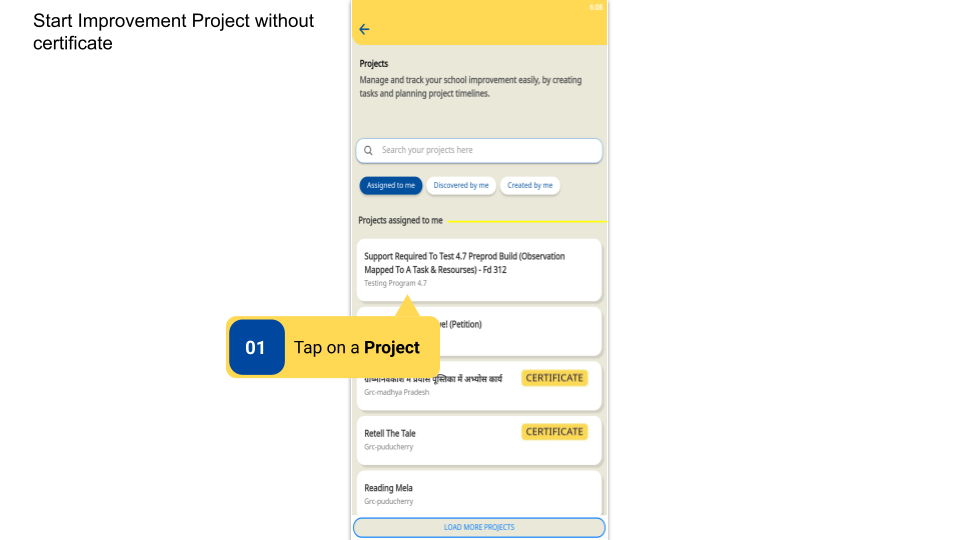 Start Improvement Project without
certificate
6:08
Projects
Manage and track your school improvement easily, by creating
tasks and planning project timelines.
Search your projects here
Assigned to me
Discovered by me
Created by me
Projects assigned to me
Support Required To Test 4.7 Preprod Build (Observation
Mapped To A Task & Resourses) - Fd 312
Testing Program 4.7
(Petition)
01
Tap on a Project
में प्रयास पुस्तिका में अभ्यास कार्य
CERTIFICATE
Grc-madhya Pradesh
Retell The Tale
CERTIFICATE
Grc-puducherry
Reading Mela
Grc-puducherry
LOAD MORE PROJECTS